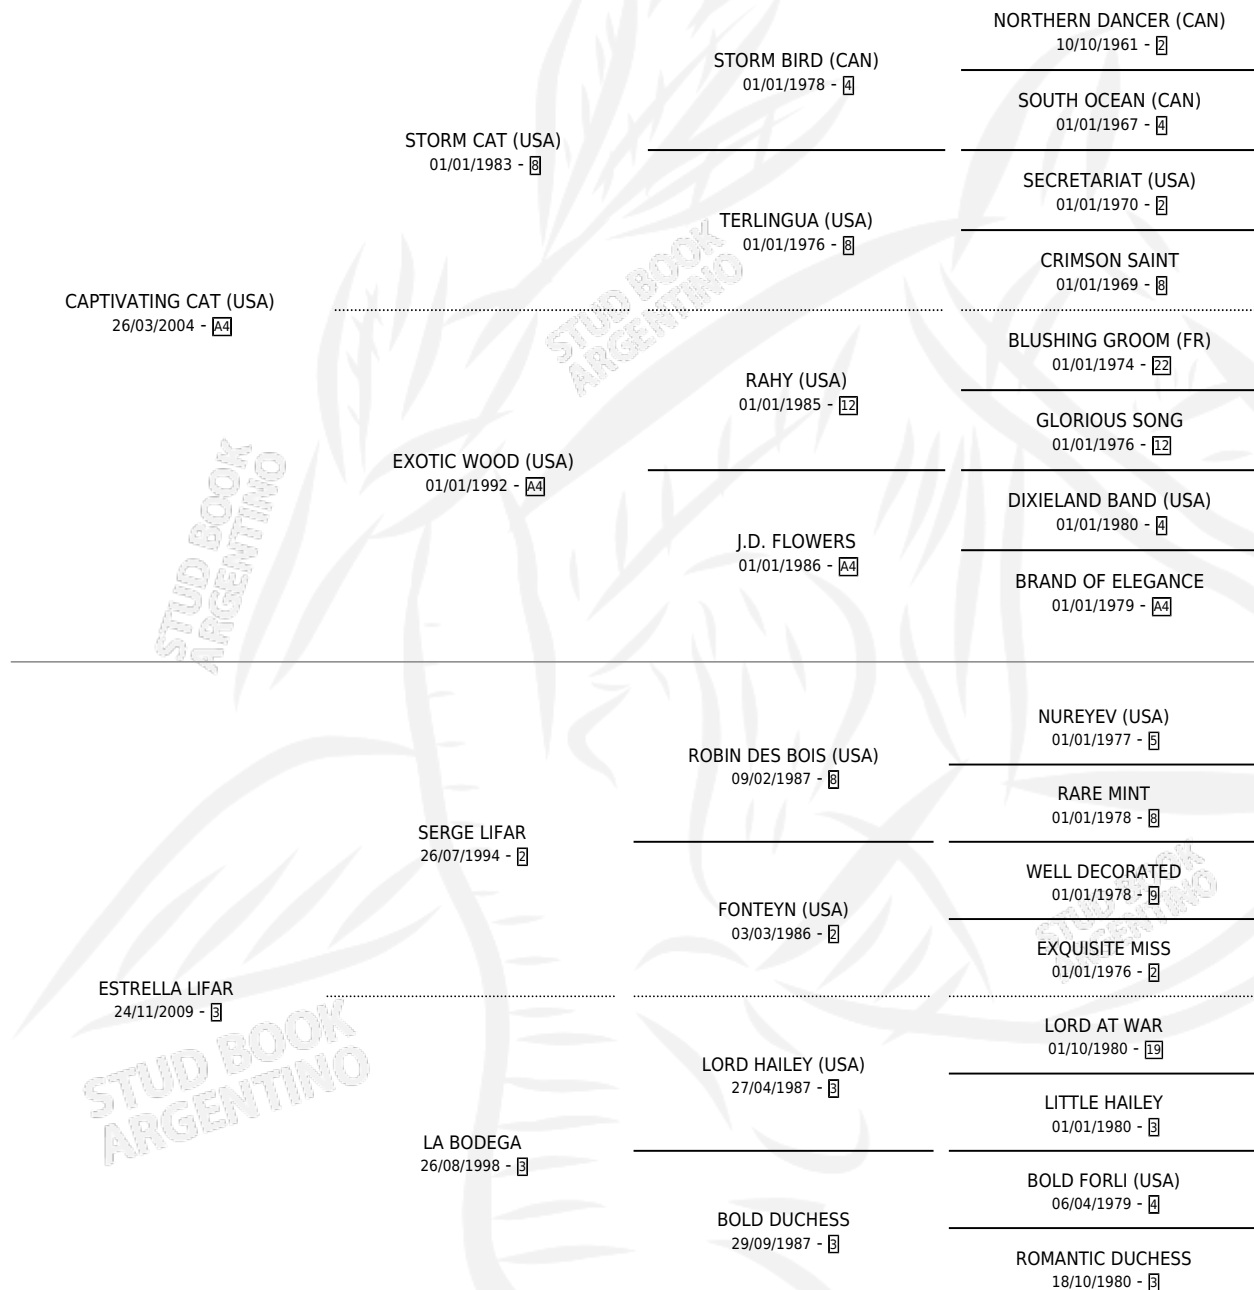 NORTHERN DANCER (CAN)
10/10/1961 - 2
STORM BIRD (CAN)
01/01/1978 - 4
SOUTH OCEAN (CAN)
01/01/1967 - 4
STORM CAT (USA)
01/01/1983 - 8
SECRETARIAT (USA)
01/01/1970 - 2
TERLINGUA (USA)
01/01/1976 - 8
CRIMSON SAINT
01/01/1969 - 8
CAPTIVATING CAT (USA)
26/03/2004 - A4
BLUSHING GROOM (FR)
01/01/1974 - 22
RAHY (USA)
01/01/1985 - 12
GLORIOUS SONG
01/01/1976 - 12
EXOTIC WOOD (USA)
01/01/1992 - A4
DIXIELAND BAND (USA)
01/01/1980 - 4
J.D. FLOWERS
01/01/1986 - A4
BRAND OF ELEGANCE
01/01/1979 - A4
NUREYEV (USA)
01/01/1977 - 5
ROBIN DES BOIS (USA)
09/02/1987 - 8
RARE MINT
01/01/1978 - 8
SERGE LIFAR
26/07/1994 - 2
WELL DECORATED
01/01/1978 - 9
FONTEYN (USA)
03/03/1986 - 2
EXQUISITE MISS
01/01/1976 - 2
ESTRELLA LIFAR
24/11/2009 - 3
LORD AT WAR
01/10/1980 - 19
LORD HAILEY (USA)
27/04/1987 - 3
LITTLE HAILEY
01/01/1980 - 3
LA BODEGA
26/08/1998 - 3
BOLD FORLI (USA)
06/04/1979 - 4
BOLD DUCHESS
29/09/1987 - 3
ROMANTIC DUCHESS
18/10/1980 - 3
STUD BOOK
ARGENTINO
STUD BOOK
ARGENTINO
STUD BOOK
ARGENTINO
STUD BOOK
ARGENTINO